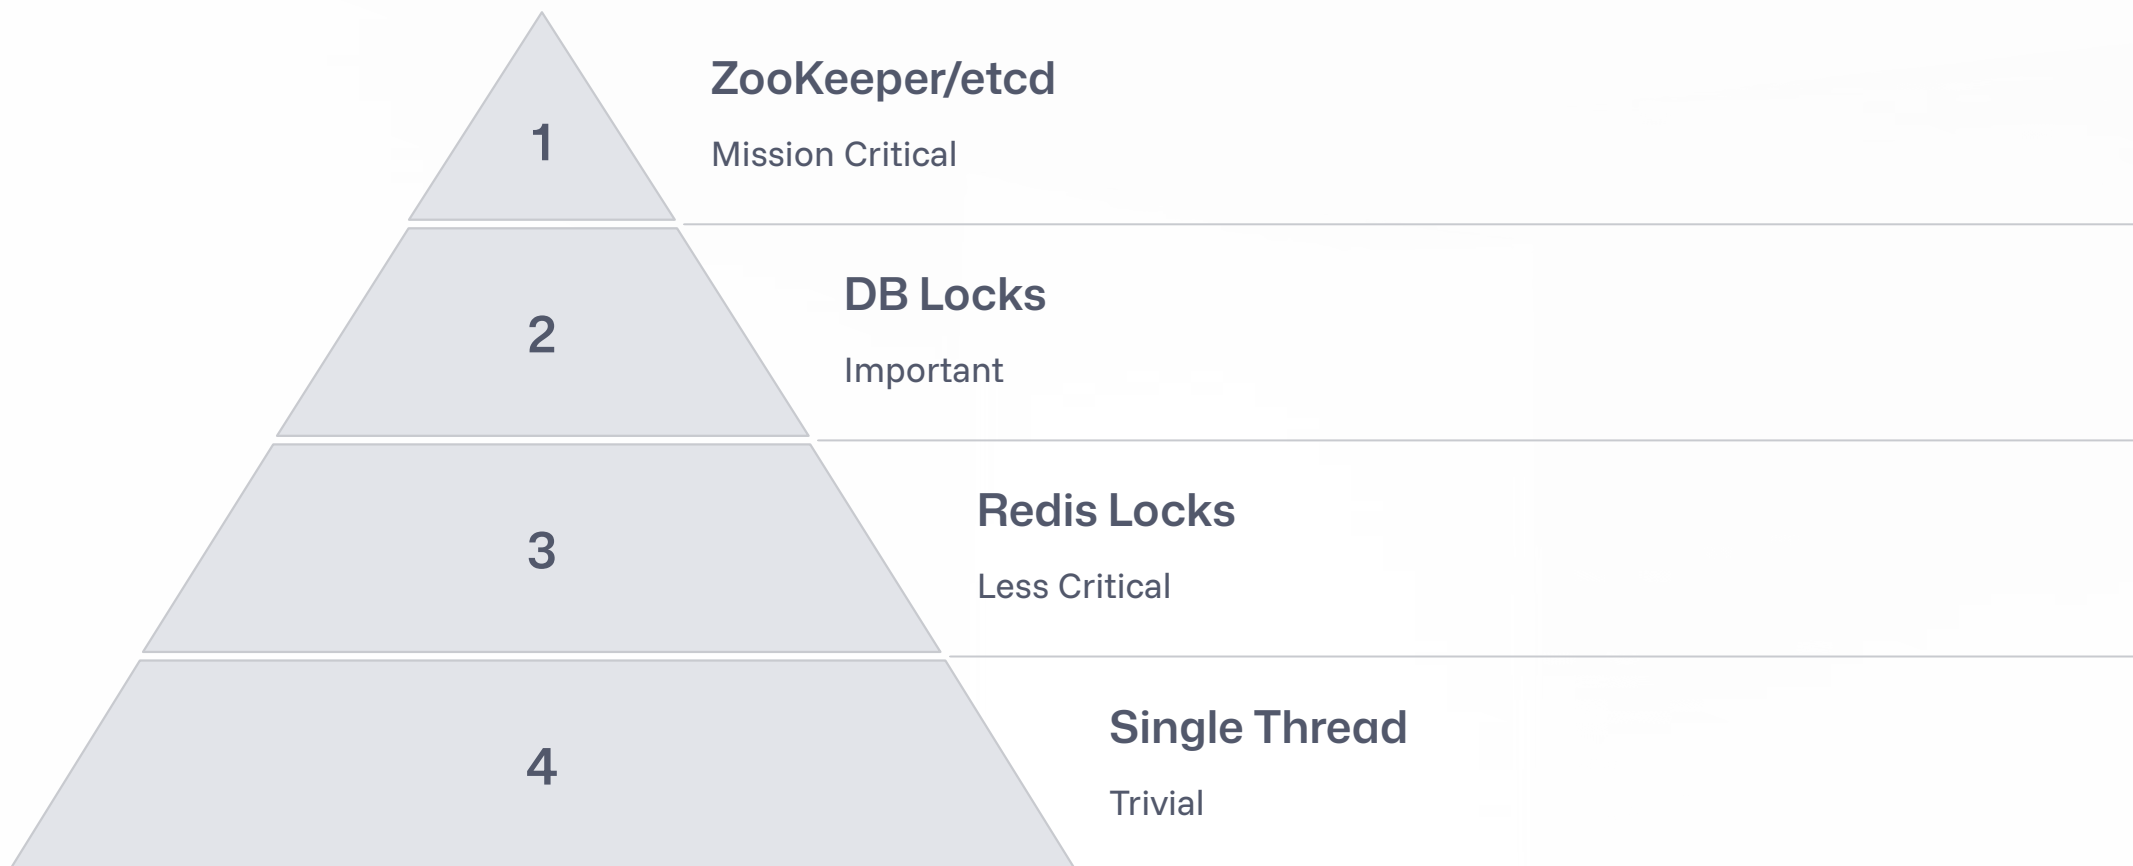 1
ZooKeeper/etcd
Mission Critical
2
DB Locks
Important
3
Redis Locks
Less Critical
4
Single Thread
Trivial